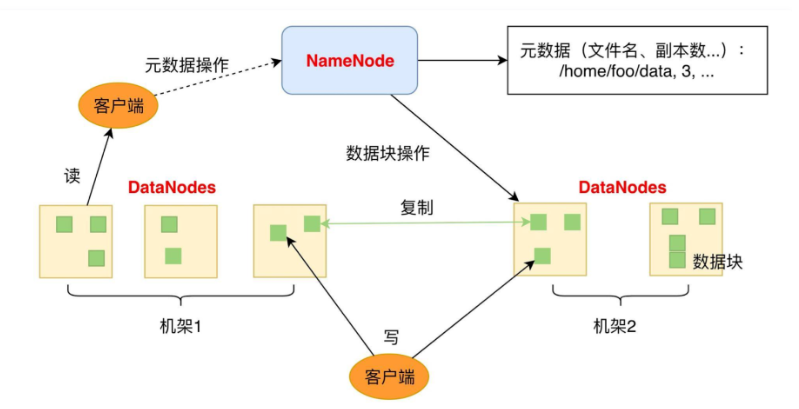 元数据操作
NameNode
元数据（文件名、副本数...）：
/home/foo/data, 3, ...
客户端
数据块操作
读
DataNodes
DataNodes
复制
数据块
机架1
机架2
写
客户端